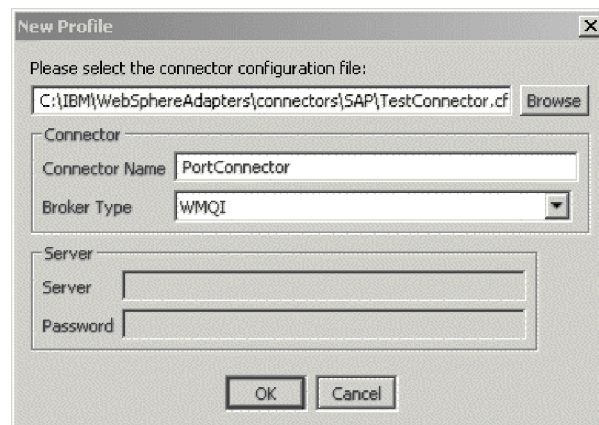 New Profile
Please select the connector configuration file:
C:\IBM\WebSphereAdapters\connectors\SAP\TestConnector.cf Browse
Connector
Connector Name PortConnector
Broker Type WMQI
Server
Server
Password
OK Cancel